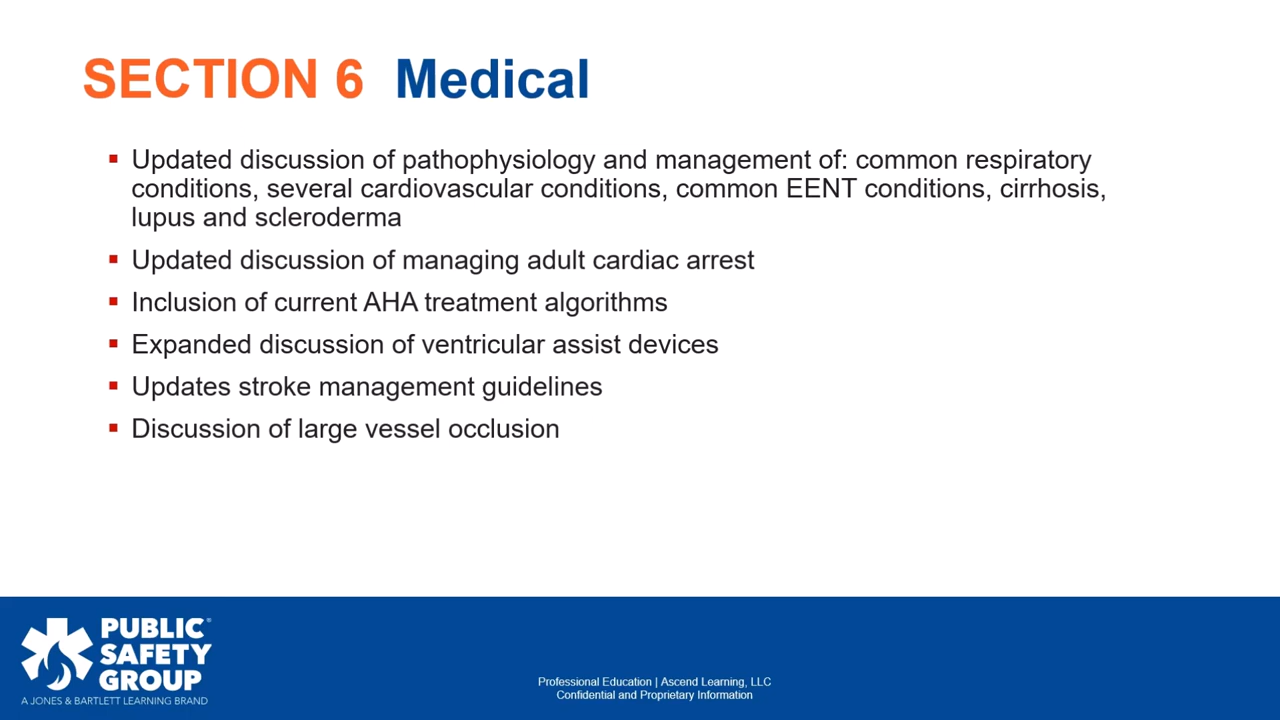 SECTION 6 Medical
▪ Updated discussion of pathophysiology and management of: common respiratory
conditions, several cardiovascular conditions, common EENT conditions, cirrhosis,
lupus and scleroderma
▪ Updated discussion of managing adult cardiac arrest
▪ Inclusion of current AHA treatment algorithms
▪ Expanded discussion of ventricular assist devices
▪ Updates stroke management guidelines
▪ Discussion of large vessel occlusion
PUBLIC®
SAFETY
GROUP
A JONES & BARTLETT LEARNING BRAND
Professional Education | Ascend Learning, LLC
Confidential and Proprietary Information